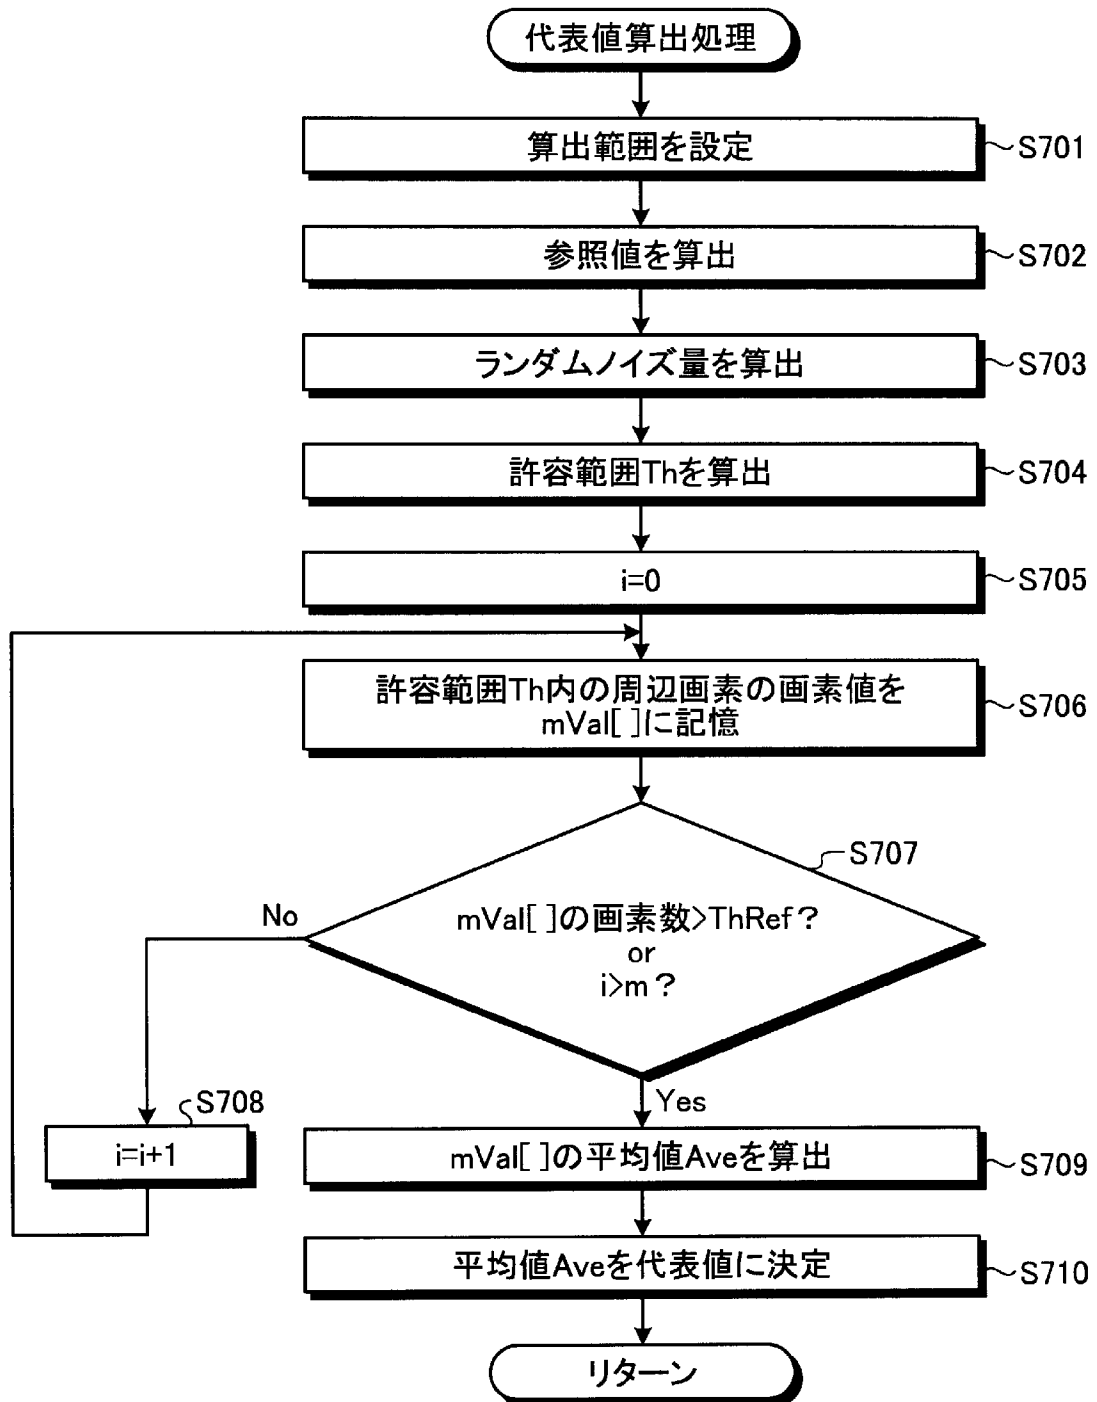 代表値算出処理
算出範囲を設定
S701
参照値を算出
S702
ランダムノイズ量を算出
S703
許容範囲Thを算出
S704
i=0
S705
許容範囲Th内の周辺画素の画素値を
mVal[ ]に記憶
S706
S707
mVal[ ]の画素数>ThRef?
or
i>m?
No
Yes
S708
i=i+1
mVal[ ]の平均値Aveを算出
S709
平均値Aveを代表値に決定
S710
リターン